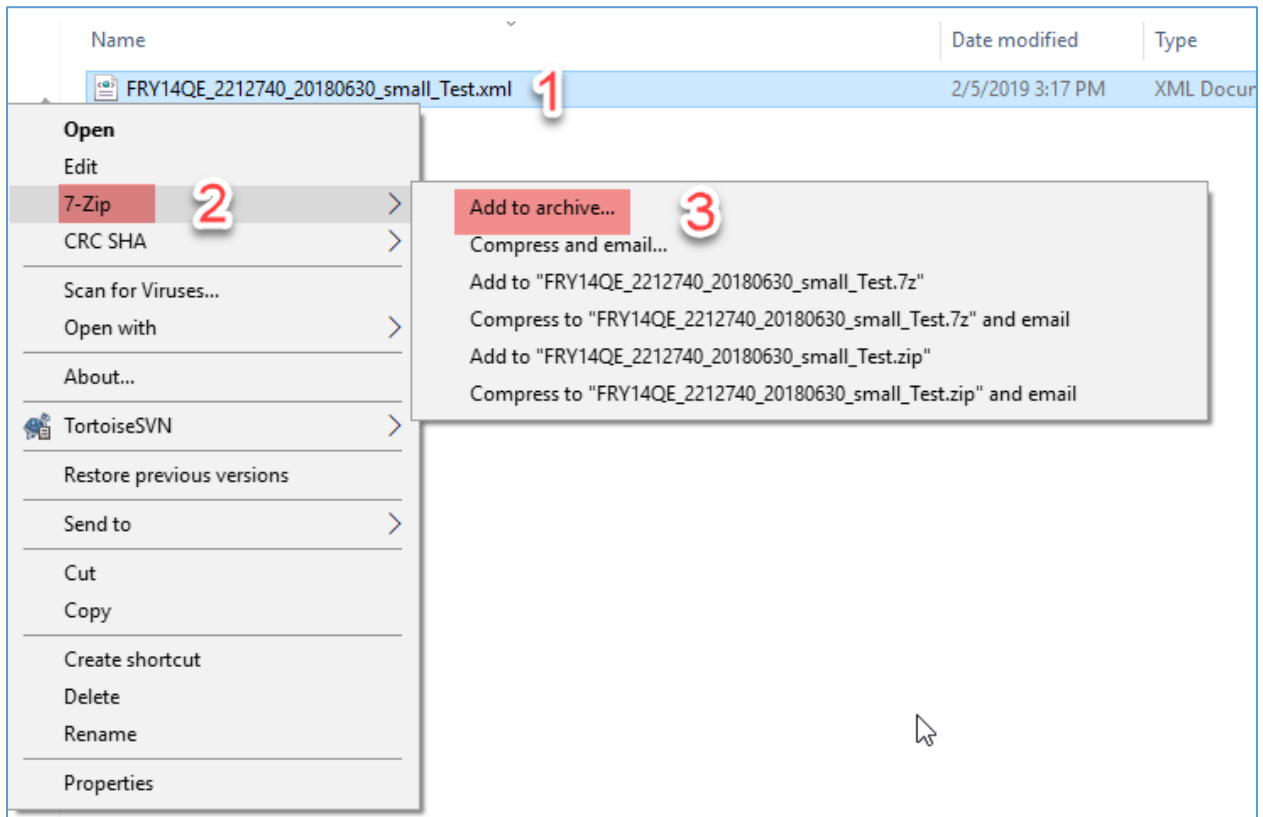 Name Date modified Type
FRY14QE_2212740_20180630_small_Test.xml 1 2/5/2019 3:17 PM XML Docum
Open
Edit
7-Zip 2
CRC SHA
Scan for Viruses...
Open with
About...
TortoiseSVN
Restore previous versions
Send to
Cut
Copy
Create shortcut
Delete
Rename
Properties
Add to archive... 3
Compress and email...
Add to "FRY14QE_2212740_20180630_small_Test.7z"
Compress to "FRY14QE_2212740_20180630_small_Test.7z" and email
Add to "FRY14QE_2212740_20180630_small_Test.zip"
Compress to "FRY14QE_2212740_20180630_small_Test.zip" and email